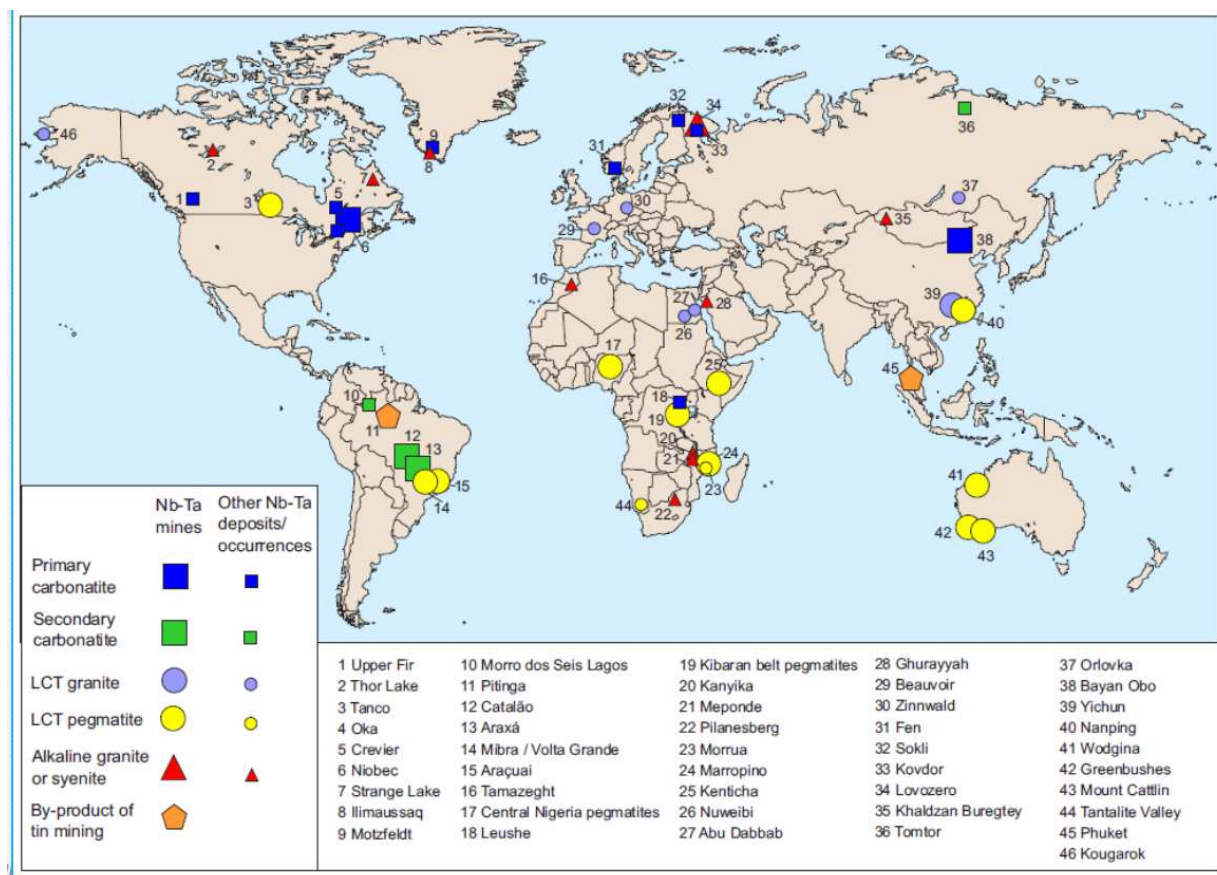 46
2
1
3
5
4
6
7
9
8
31
32
34
33
36
30
29
37
35
38
39
40
16
27
28
26
17
25
18
19
20
21
24
23
22
44
45
10
11
12
13
15
14
41
42
43
Nb-Ta mines
Other Nb-Ta deposits/ occurrences
Primary carbonatite
Secondary carbonatite
LCT granite
LCT pegmatite
Alkaline granite or syenite
By-product of tin mining
1 Upper Fir
2 Thor Lake
3 Tanco
4 Oka
5 Crevier
6 Niobec
7 Strange Lake
8 Ilimaussaq
9 Motzfeldt
10 Morro dos Seis Lagos
11 Pitinga
12 Catalão
13 Araxá
14 Mibra / Volta Grande
15 Araçuai
16 Tamazeght
17 Central Nigeria pegmatites
18 Leushe
19 Kibaran belt pegmatites
20 Kanyika
21 Meponde
22 Pilanesberg
23 Morrua
24 Marropino
25 Kenticha
26 Nuweibi
27 Abu Dabbab
28 Ghurayyah
29 Beauvoir
30 Zinnwald
31 Fen
32 Sokli
33 Kovdor
34 Lovozero
35 Khaldzan Buregtey
36 Tomtor
37 Orlovka
38 Bayan Obo
39 Yichun
40 Nanping
41 Wodgina
42 Greenbushes
43 Mount Cattlin
44 Tantalite Valley
45 Phuket
46 Kougarok